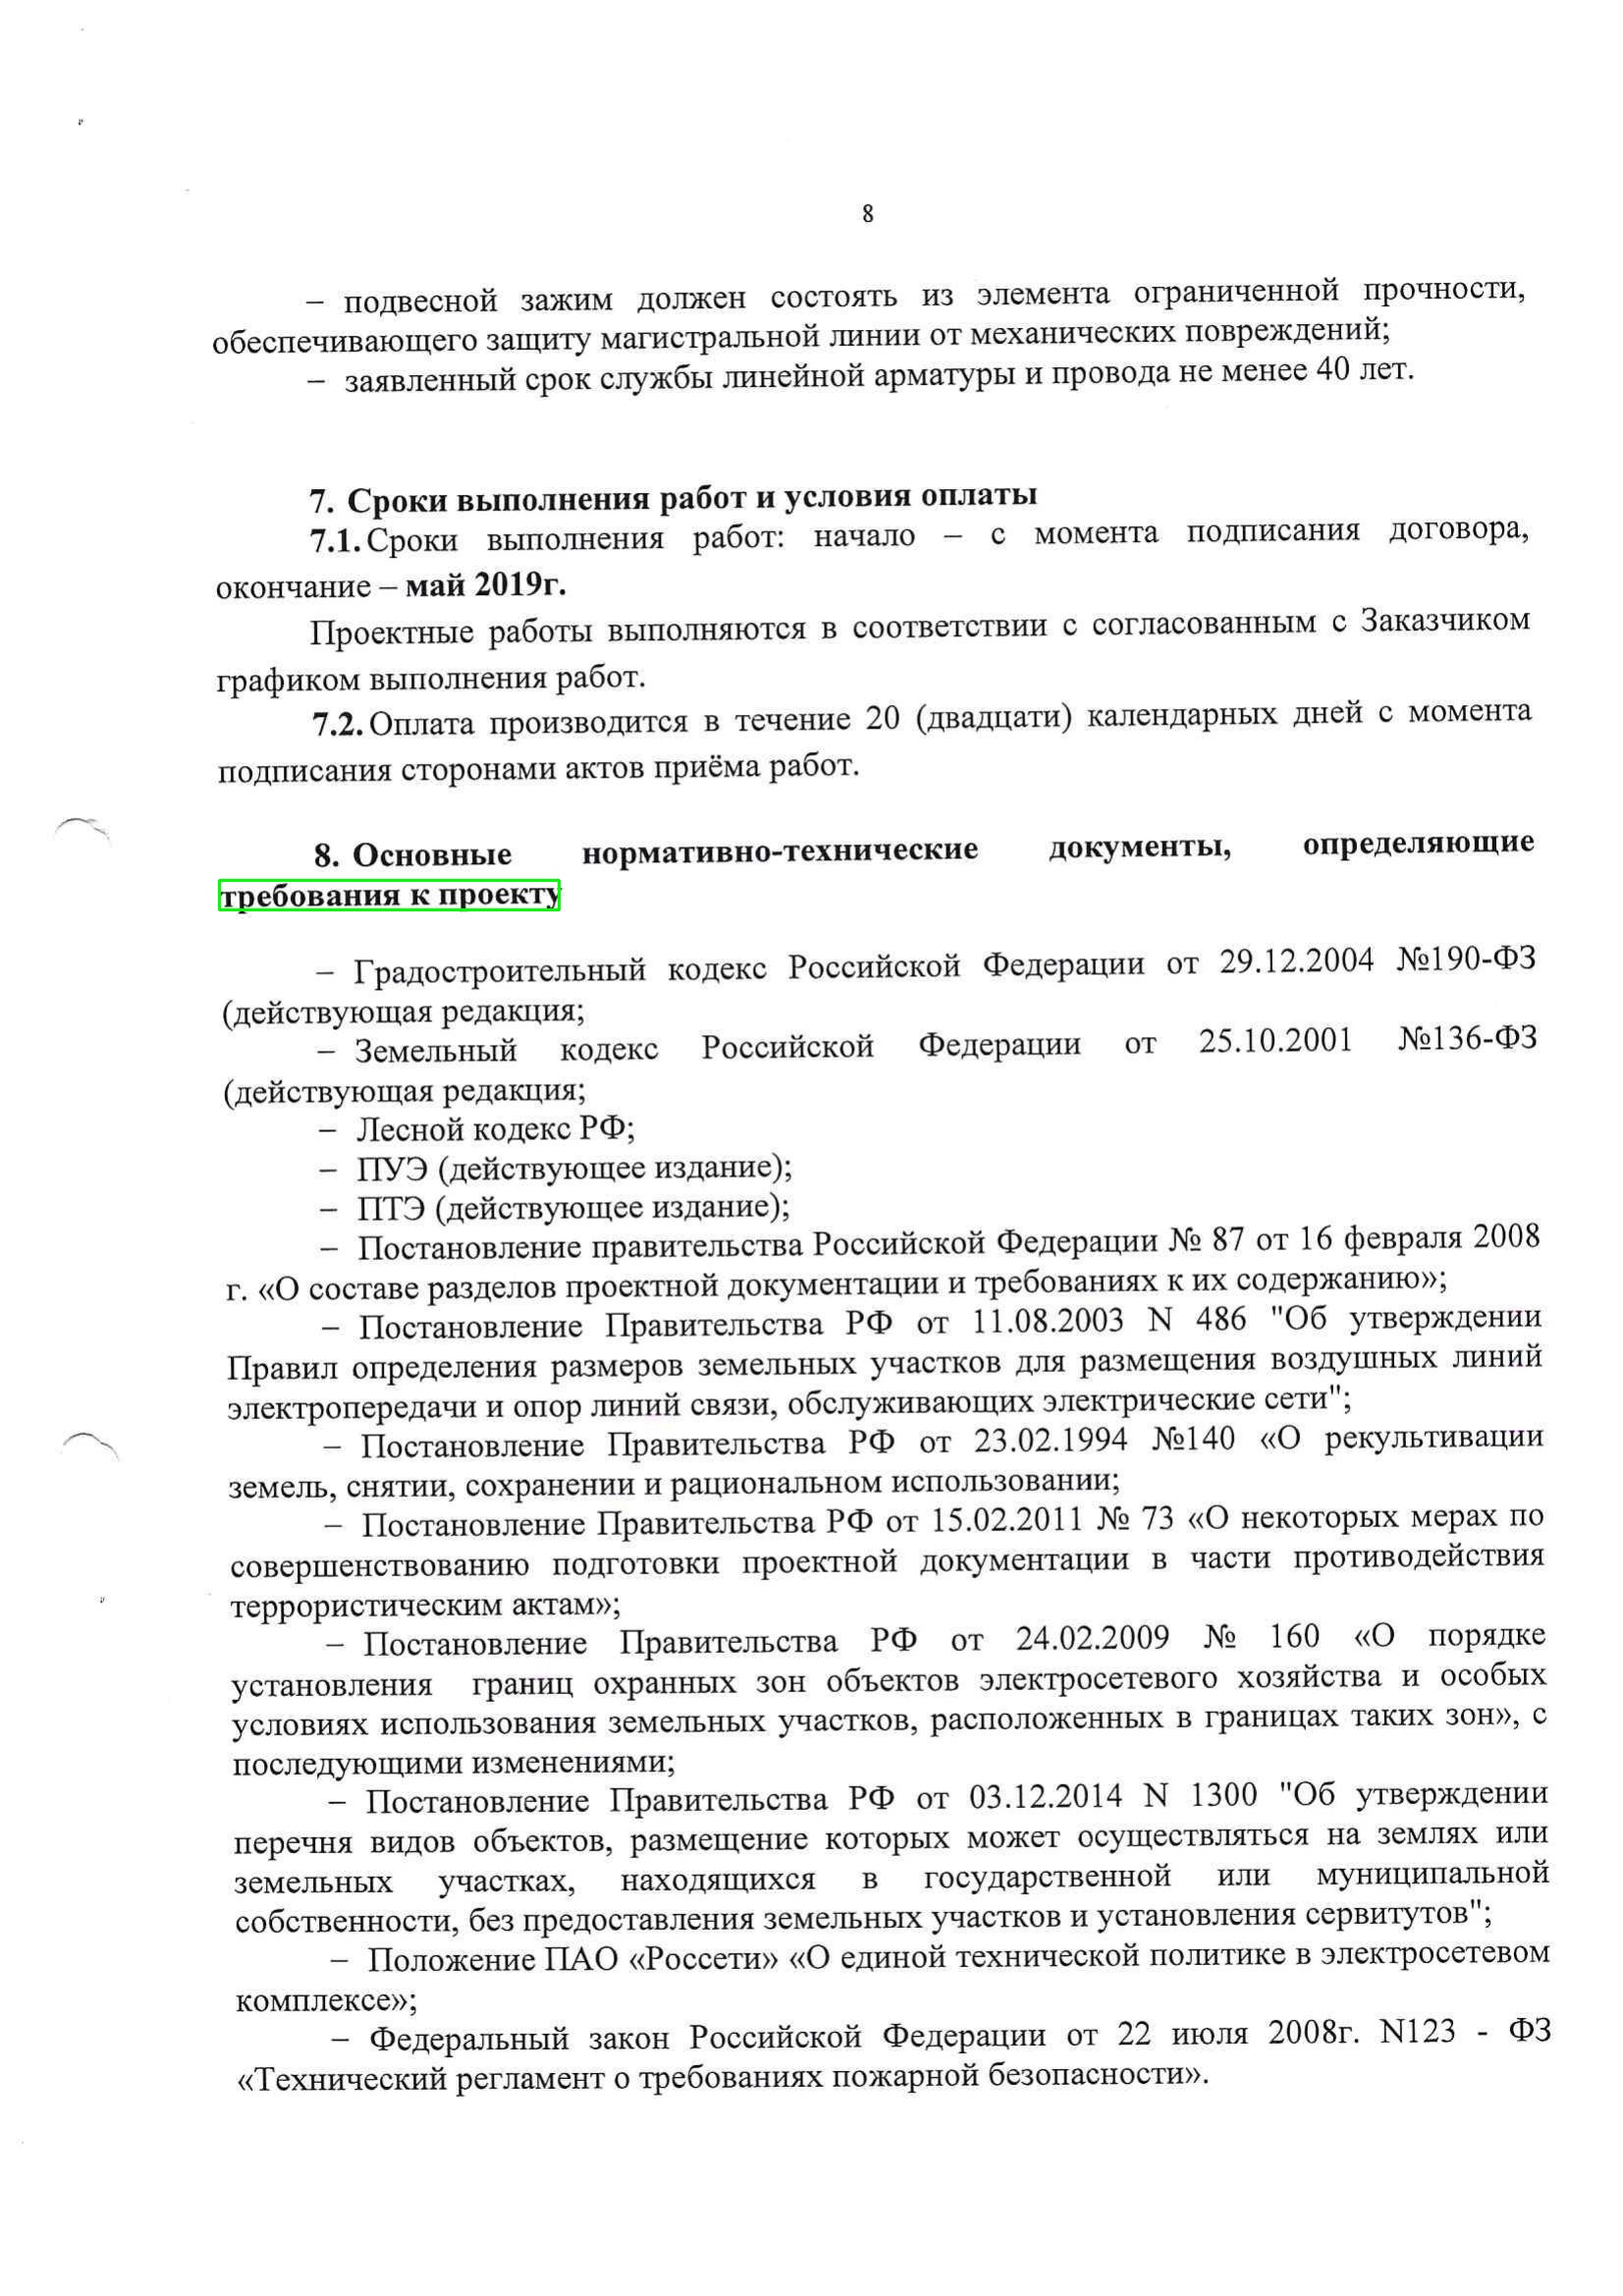 8
– подвесной зажим должен состоять из элемента ограниченной прочности,
обеспечивающего защиту магистральной линии от механических повреждений;
– заявленный срок службы линейной арматуры и провода не менее 40 лет.
7. Сроки выполнения работ и условия оплаты
7.1. Сроки выполнения работ: начало – с момента подписания договора,
окончание – май 2019г.
Проектные работы выполняются в соответствии с согласованным с Заказчиком
графиком выполнения работ.
7.2. Оплата производится в течение 20 (двадцати) календарных дней с момента
подписания сторонами актов приёма работ.
8. Основные нормативно-технические документы, определяющие
требования к проекту
– Градостроительный кодекс Российской Федерации от 29.12.2004 №190-ФЗ
(действующая редакция;
– Земельный кодекс Российской Федерации от 25.10.2001 №136-ФЗ
(действующая редакция;
– Лесной кодекс РФ;
– ПУЭ (действующее издание);
– ПТЭ (действующее издание);
– Постановление правительства Российской Федерации № 87 от 16 февраля 2008
г. «О составе разделов проектной документации и требованиях к их содержанию»;
– Постановление Правительства РФ от 11.08.2003 N 486 "Об утверждении
Правил определения размеров земельных участков для размещения воздушных линий
электропередачи и опор линий связи, обслуживающих электрические сети";
– Постановление Правительства РФ от 23.02.1994 №140 «О рекультивации
земель, снятии, сохранении и рациональном использовании;
– Постановление Правительства РФ от 15.02.2011 № 73 «О некоторых мерах по
совершенствованию подготовки проектной документации в части противодействия
террористическим актам»;
– Постановление Правительства РФ от 24.02.2009 № 160 «О порядке
установления границ охранных зон объектов электросетевого хозяйства и особых
условиях использования земельных участков, расположенных в границах таких зон», с
последующими изменениями;
– Постановление Правительства РФ от 03.12.2014 N 1300 "Об утверждении
перечня видов объектов, размещение которых может осуществляться на землях или
земельных участках, находящихся в государственной или муниципальной
собственности, без предоставления земельных участков и установления сервитутов";
– Положение ПАО «Россети» «О единой технической политике в электросетевом
комплексе»;
– Федеральный закон Российской Федерации от 22 июля 2008г. N123 - ФЗ
«Технический регламент о требованиях пожарной безопасности».